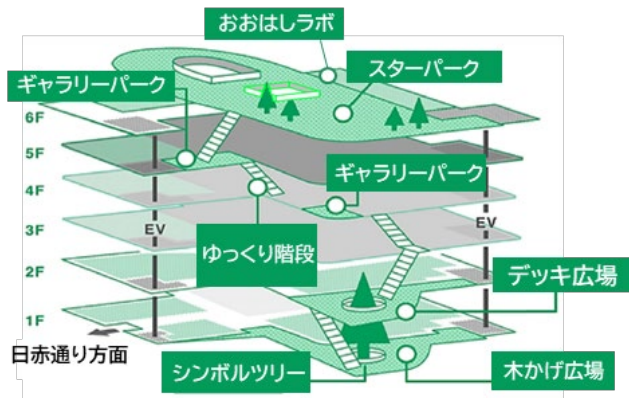 おおはしラボ
スターパーク
ギャラリーパーク
6F
5F
ギャラリーパーク
4F
3F
EV
EV
ゆっくり階段
2F
デッキ広場
1F
日赤通り方面
シンボルツリー
木かげ広場